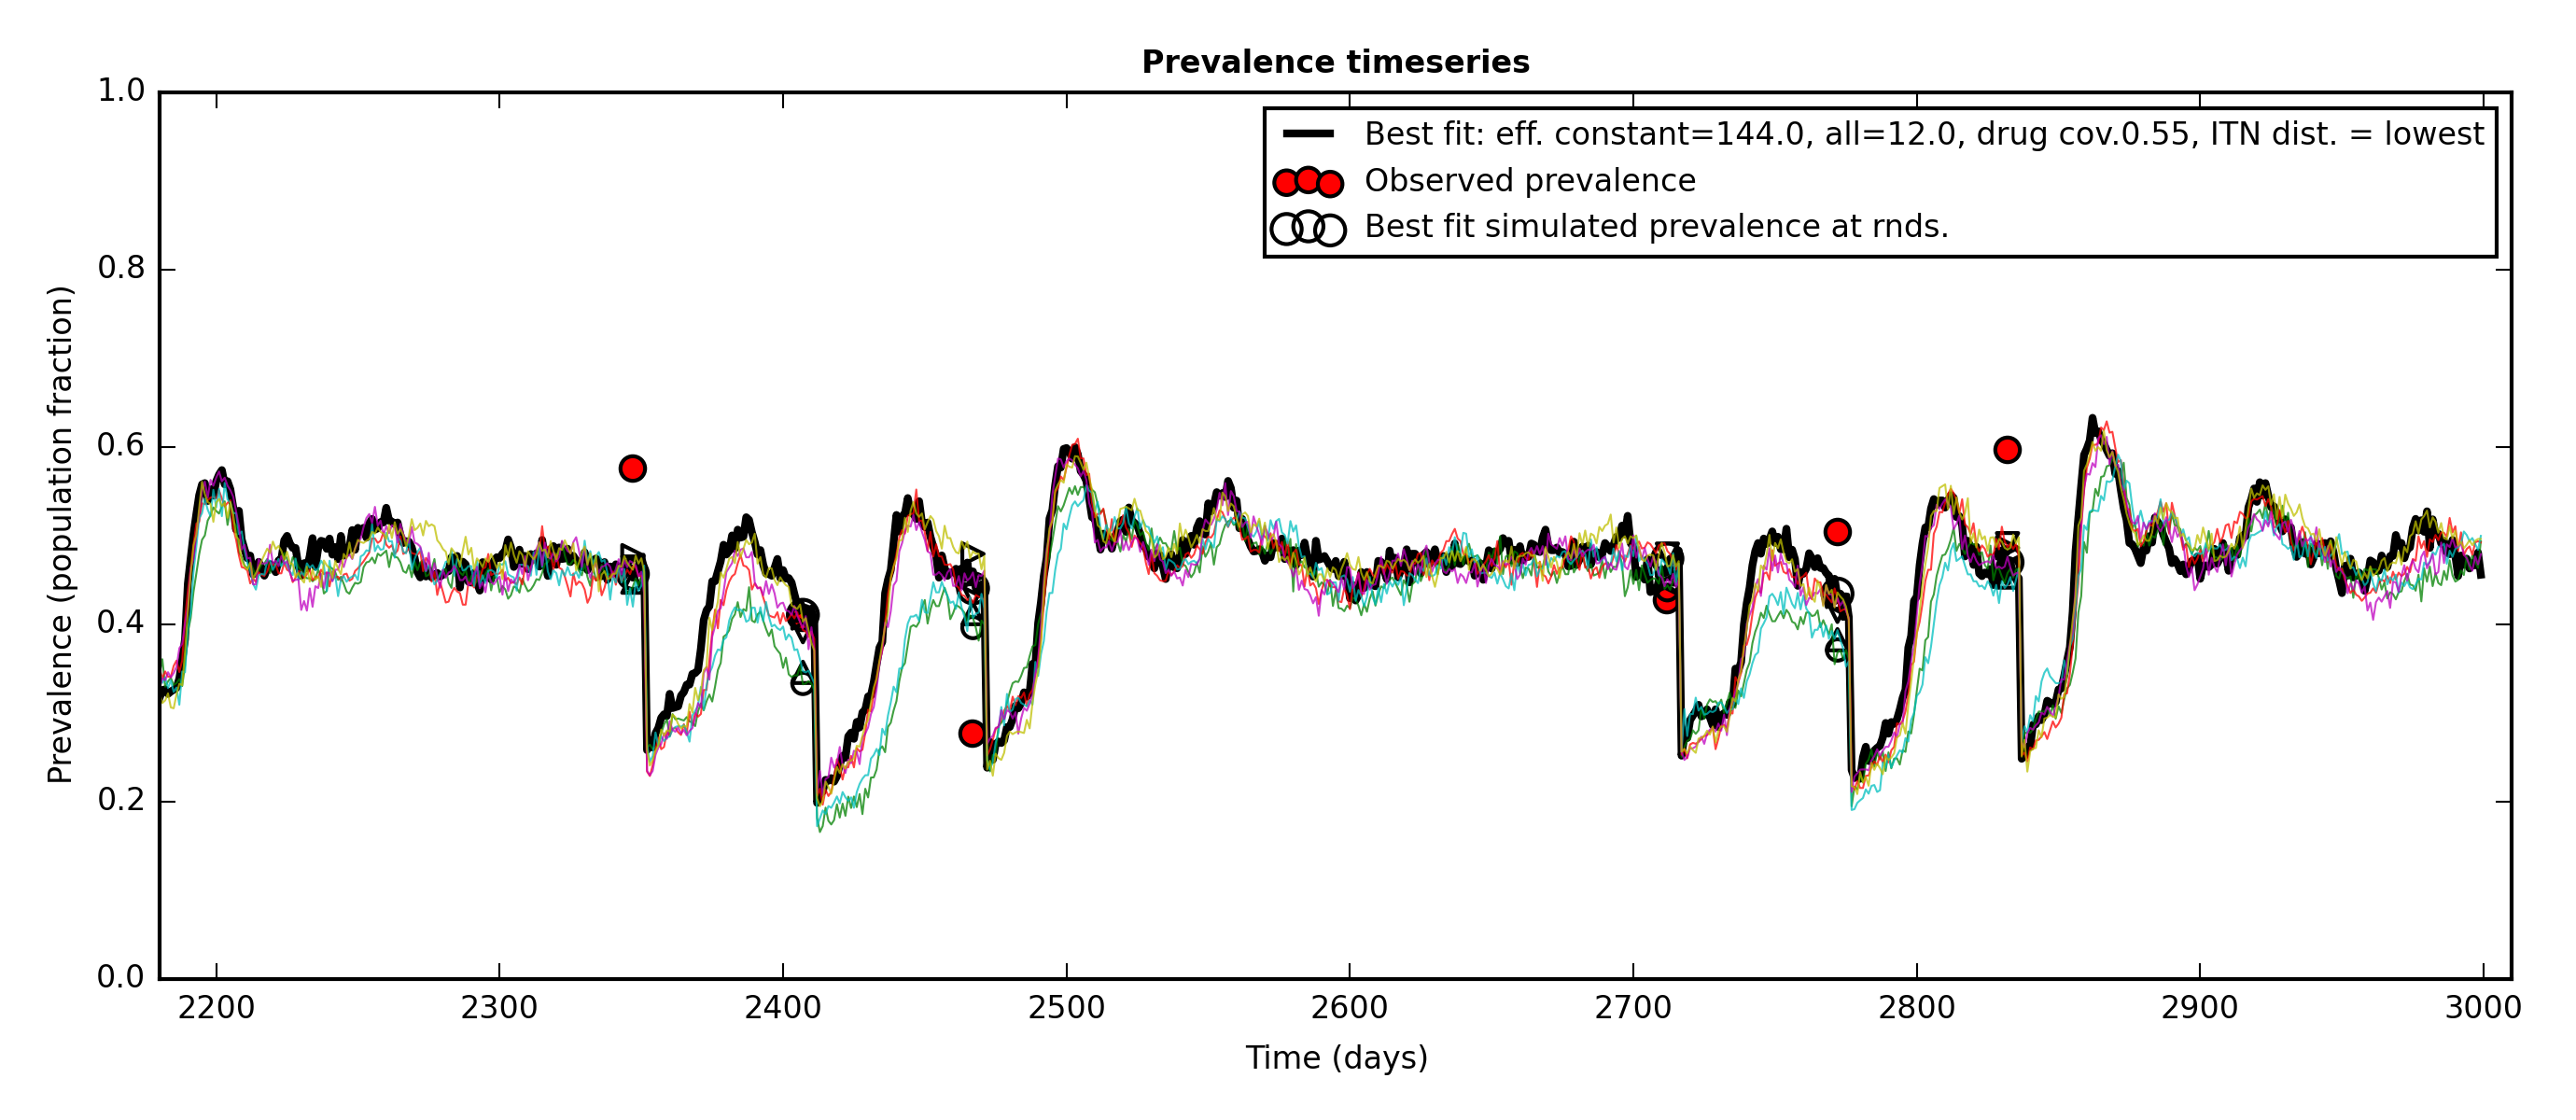 Prevalence timeseries
Best fit: eff. constant=144.0, all=12.0, drug cov.0.55, ITN dist. = lowest
Observed prevalence
Best fit simulated prevalence at rnds.
Prevalence (population fraction)
1.0
0.8
0.6
0.4
0.2
0.0
2200 2300 2400 2500 2600 2700 2800 2900 3000
Time (days)